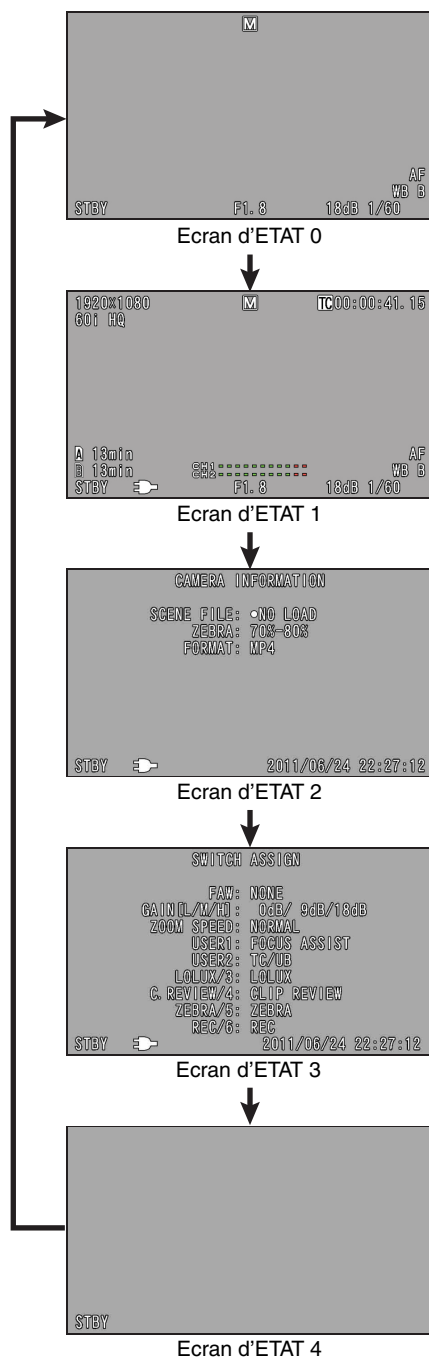 M
AF
WB B
STBY F1.8 18dB 1/60
Ecran d'ETAT 0
1920×1080 M TC 00:00:41.15
60i HQ
A 13min AF
B 13min CH1 CH2 WB B
STBY F1.8 18dB 1/60
Ecran d'ETAT 1
CAMERA INFORMATION
SCENE FILE: ●NO LOAD
ZEBRA: 70%-80%
FORMAT: MP4
STBY 2011/06/24 22:27:12
Ecran d'ETAT 2
SWITCH ASSIGN
FAW: NONE
GAIN[L/M/H]: 0dB/ 9dB/18dB
ZOOM SPEED: NORMAL
USER1: FOCUS ASSIST
USER2: TC/UB
LOLUX/3: LOLUX
C.REVIEW/4: CLIP REVIEW
ZEBRA/5: ZEBRA
REC/6: REC
STBY 2011/06/24 22:27:12
Ecran d'ETAT 3
STBY
Ecran d'ETAT 4